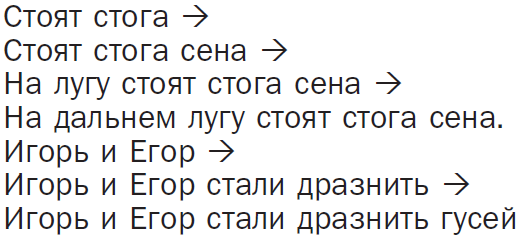 Стоят стога →
Стоят стога сена →
На лугу стоят стога сена →
На дальнем лугу стоят стога сена.
Игорь и Егор →
Игорь и Егор стали дразнить →
Игорь и Егор стали дразнить гусей